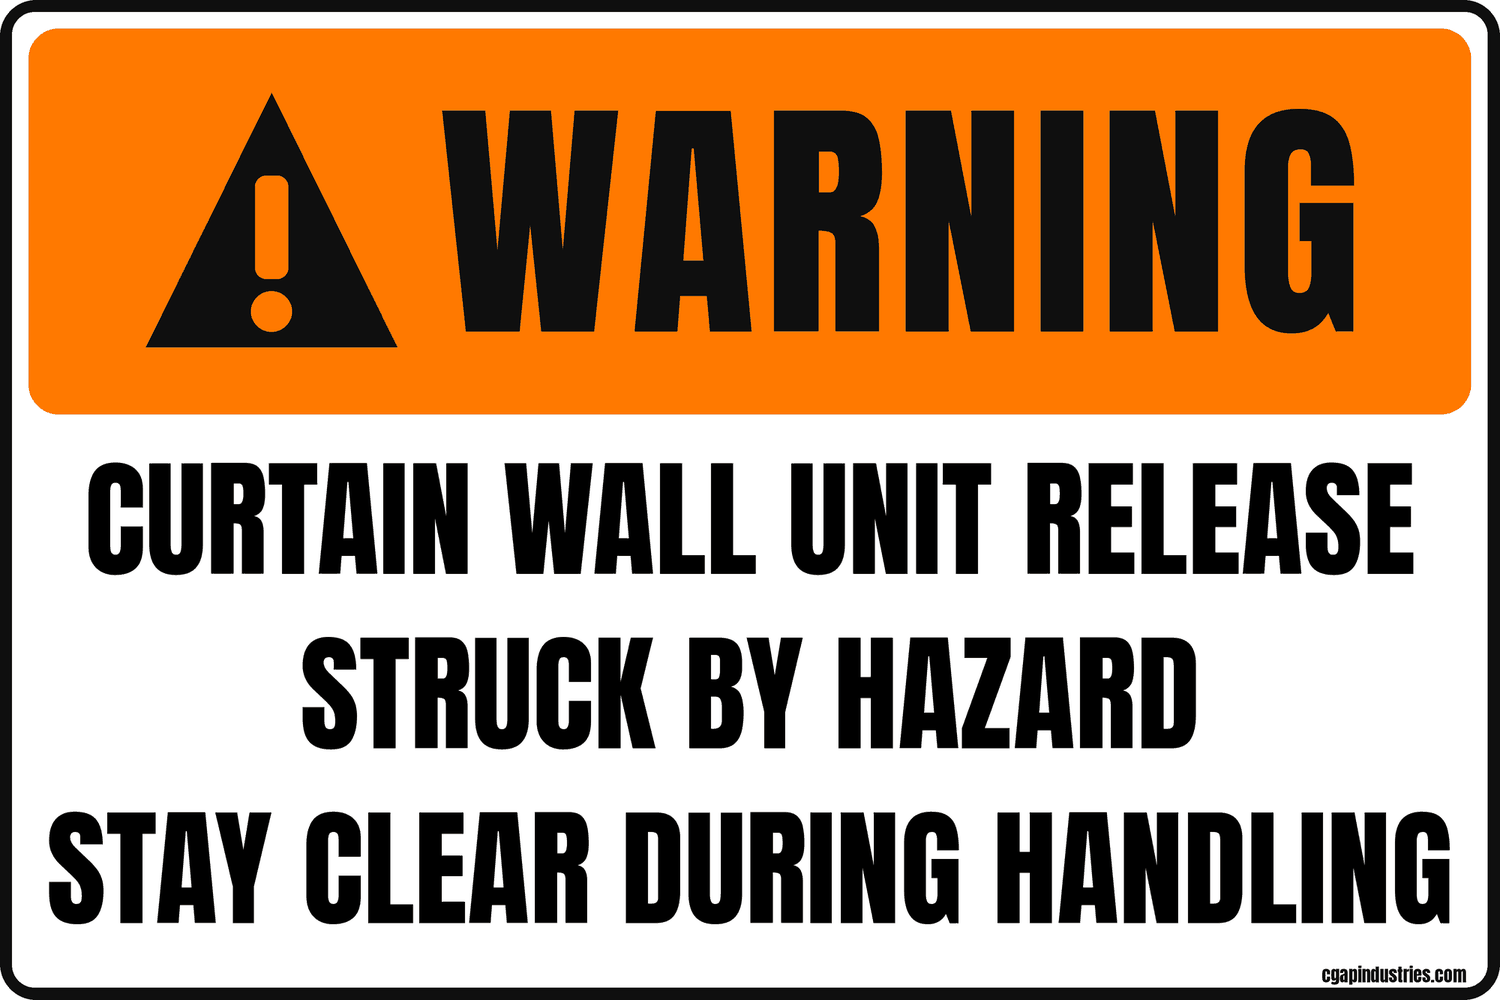 WARNING
CURTAIN WALL UNIT RELEASE
STRUCK BY HAZARD
STAY CLEAR DURING HANDLING
cgapindustries.com